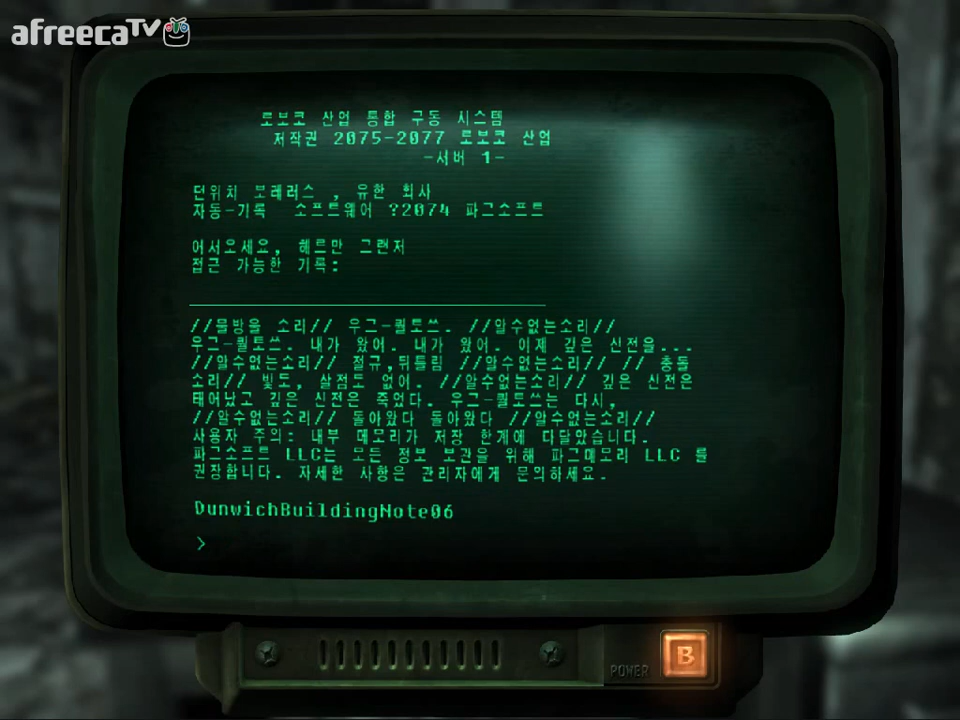 afreecaTV
로보코 산업 통합 구동 시스템
저작권 2075-2077 로보코 산업
-서버 1-
던위치 보레러스 , 유한 회사
자동-기록 소프트웨어 ?2074 파그소프트
어서오세요, 헤르만 그랜저
접근 가능한 기록:
//물방울 소리// 우그-퀄토쓰. //알수없는소리//
우그-퀄토쓰. 내가 왔어. 내가 왔어. 이제 깊은 신전을...
//알수없는소리// 절규,뒤틀림 //알수없는소리// // 충돌
소리// 빛도, 살점도 없어. //알수없는소리// 깊은 신전은
태어났고 깊은 신전은 죽었다. 우그-퀄토쓰는 다시,
//알수없는소리// 돌아왔다 돌아왔다 //알수없는소리//
사용자 주의: 내부 메모리가 저장 한계에 다달았습니다.
파그소프트 LLC는 모든 정보 보관을 위해 파그메모리 LLC 를
권장합니다. 자세한 사항은 관리자에게 문의하세요.
DunwichBuildingNote06
>
POWER B